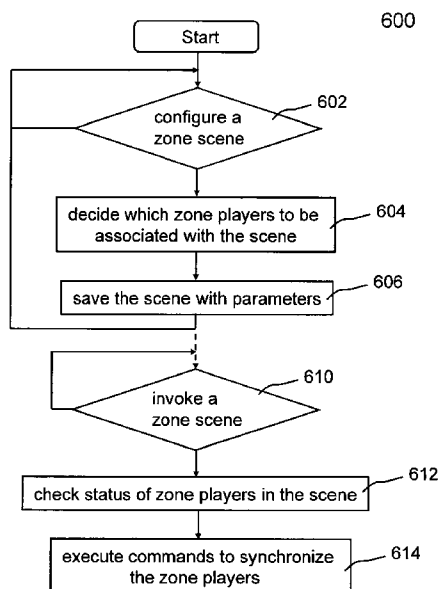 600
Start
configure a
zone scene
602
decide which zone players to be
associated with the scene
604
save the scene with parameters
606
invoke a
zone scene
610
check status of zone players in the scene
612
execute commands to synchronize
the zone players
614